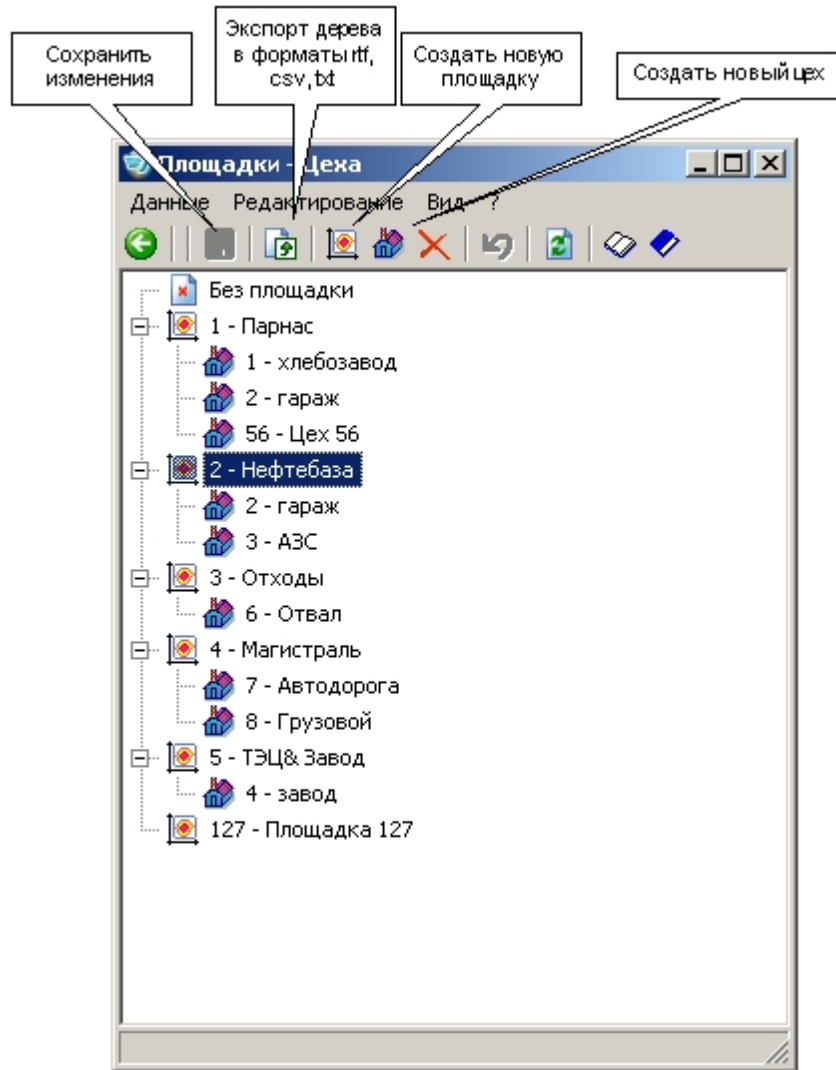 Сохранить
изменения
Экспорт дерева
в форматы rtf,
csv, txt
Создать новую
площадку
Создать новый цех
Площадки - Цеха
Данные Редактирование Вид ?
Без площадки
1 - Парнас
1 - хлебозавод
2 - гараж
56 - Цех 56
2 - Нефтебаза
2 - гараж
3 - АЗС
3 - Отходы
6 - Отвал
4 - Магистраль
7 - Автодорога
8 - Грузовой
5 - ТЭЦ& Завод
4 - завод
127 - Площадка 127